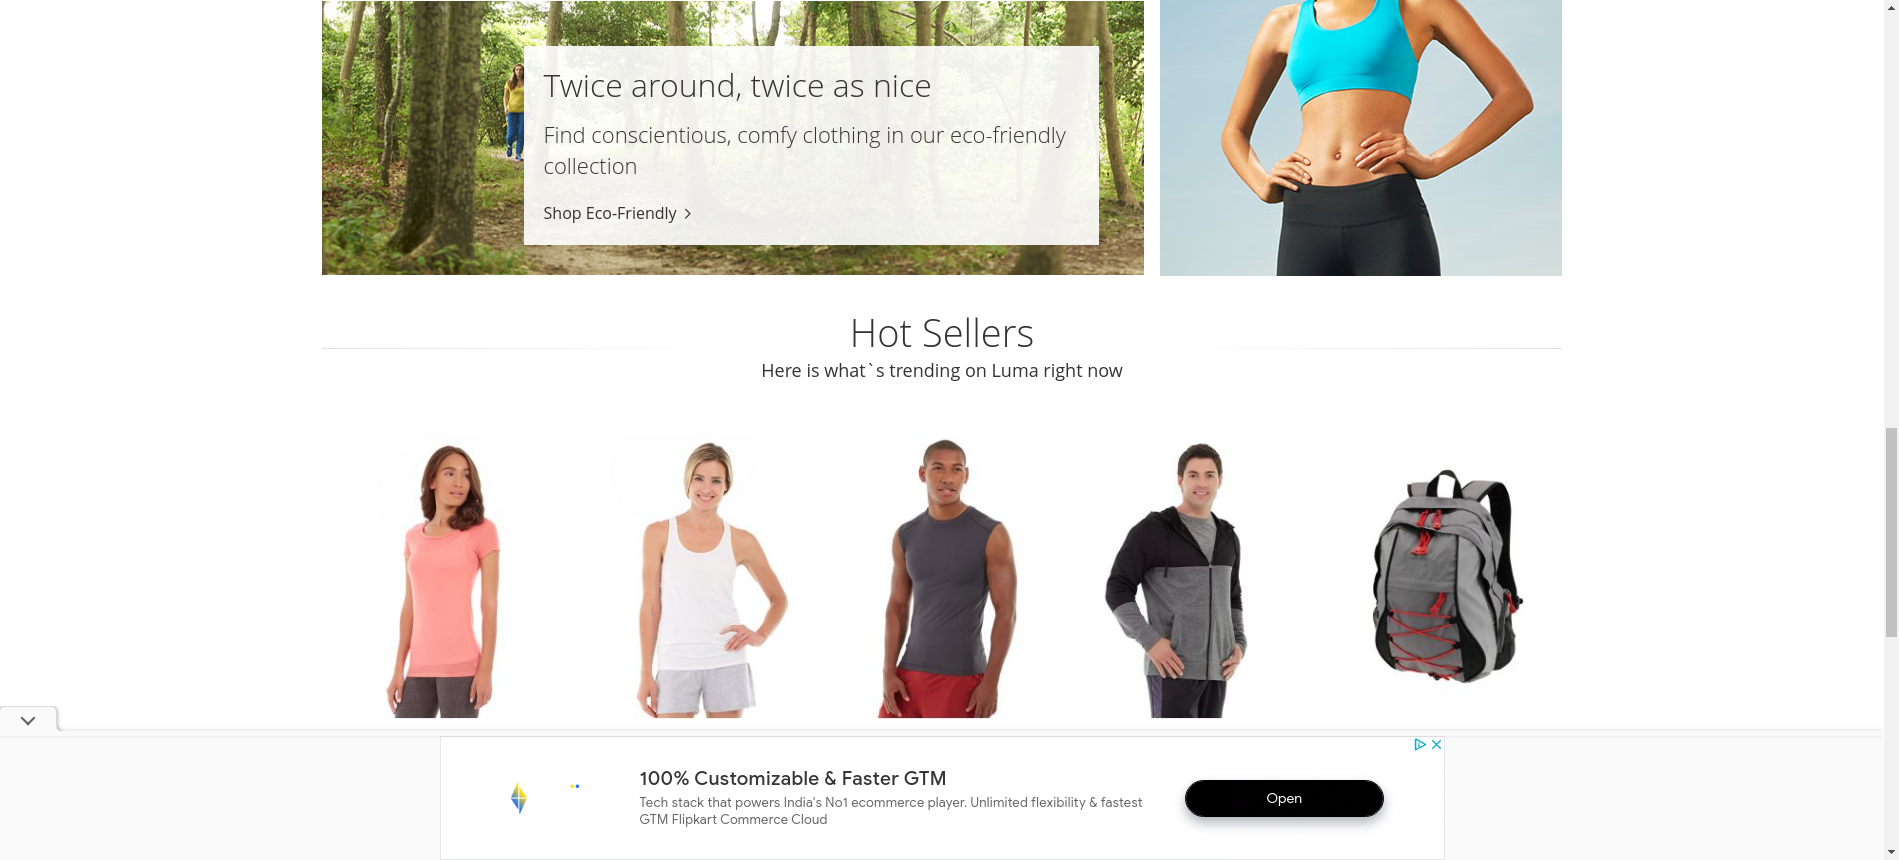 Twice around, twice as nice
Find conscientious, comfy clothing in our eco-friendly
collection
Shop Eco-Friendly
Hot Sellers
Here is what`s trending on Luma right now
100% Customizable & Faster GTM
Tech stack that powers India's No1 ecommerce player. Unlimited flexibility & fastest
GTM Flipkart Commerce Cloud
Open